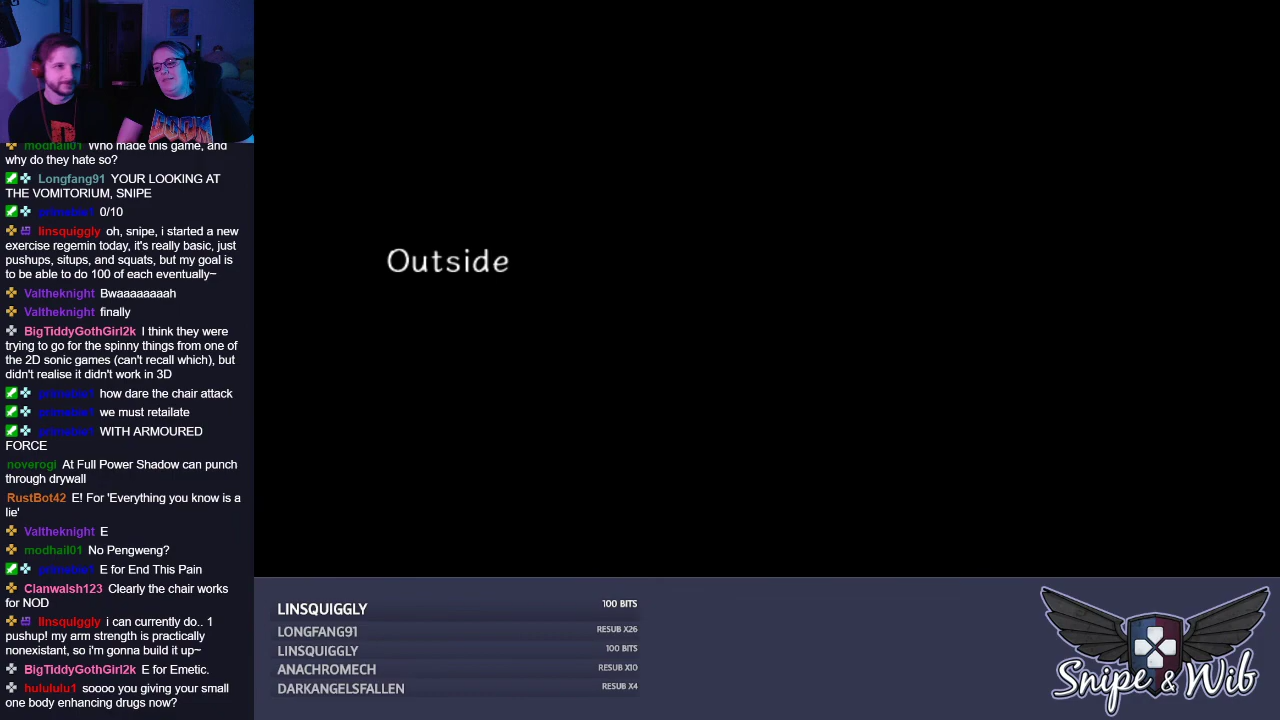 modhail01 Who made this game, and
why do they hate so?
Longfang91 YOUR LOOKING AT
THE VOMITORIUM, SNIPE
0/10
linsquiggly oh, snipe, i started a new
exercise regemin today, it's really basic, just
pushups, situps, and squats, but my goal is
to be able to do 100 of each eventually~
Valtheknight Bwaaaaaaaah
Valtheknight finally
BigTiddyGothGirl2k I think they were
trying to go for the spinny things from one of
the 2D sonic games (can't recall which), but
didn't realise it didn't work in 3D
how dare the chair attack
we must retailate
WITH ARMOURED
FORCE
noverogi At Full Power Shadow can punch
through drywall
RustBot42 E! For 'Everything you know is a
lie'
Valtheknight E
modhail01 No Pengweng?
E for End This Pain
Clanwalsh123 Clearly the chair works
for NOD
linsquiggly i can currently do.. 1
pushup! my arm strength is practically
nonexistant, so i'm gonna build it up~
BigTiddyGothGirl2k E for Emetic.
hulululu1 soooo you giving your small
one body enhancing drugs now?
DOOM
Outside
LINSQUIGGLY 100 BITS
LONGFANG91 RESUB X26
LINSQUIGGLY 100 BITS
ANACHROMECH RESUB X10
DARKANGELSFALLEN RESUB X4
Snipe & Wib